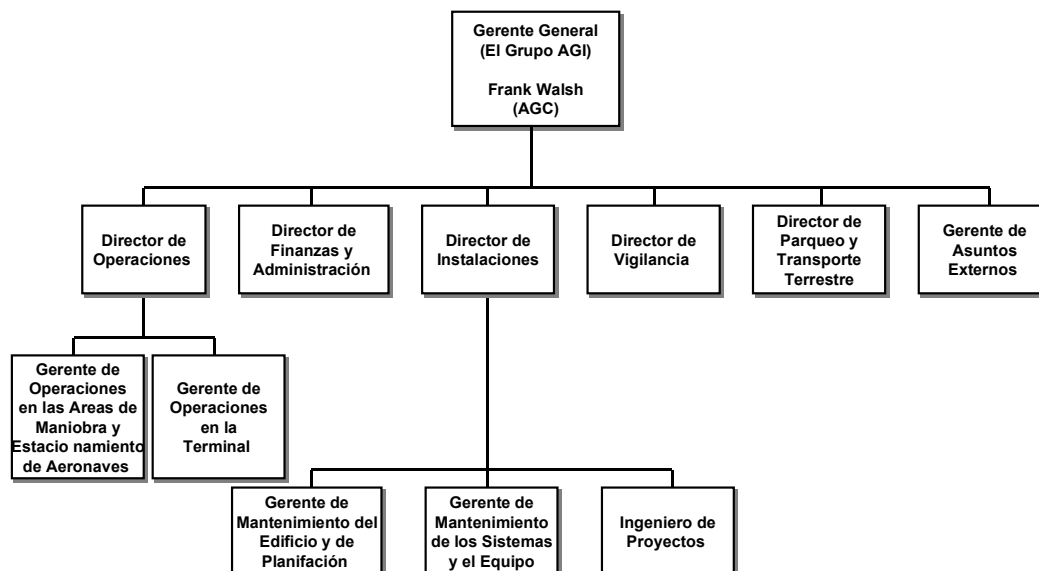 Gerente General
(El Grupo AGI)
Frank Walsh
(AGC)
Director de
Operaciones
Director de
Finanzas y
Administración
Director de
Instalaciones
Director de
Vigilancia
Director de
Parqueo y
Transporte
Terrestre
Gerente de
Asuntos
Externos
Gerente de
Operaciones
en las Areas de
Maniobra y
Estacio namiento
de Aeronaves
Gerente de
Operaciones
en la
Terminal
Gerente de
Mantenimiento del
Edificio y de
Planifación
Gerente de
Mantenimiento
de los Sistemas
y el Equipo
Ingeniero de
Proyectos